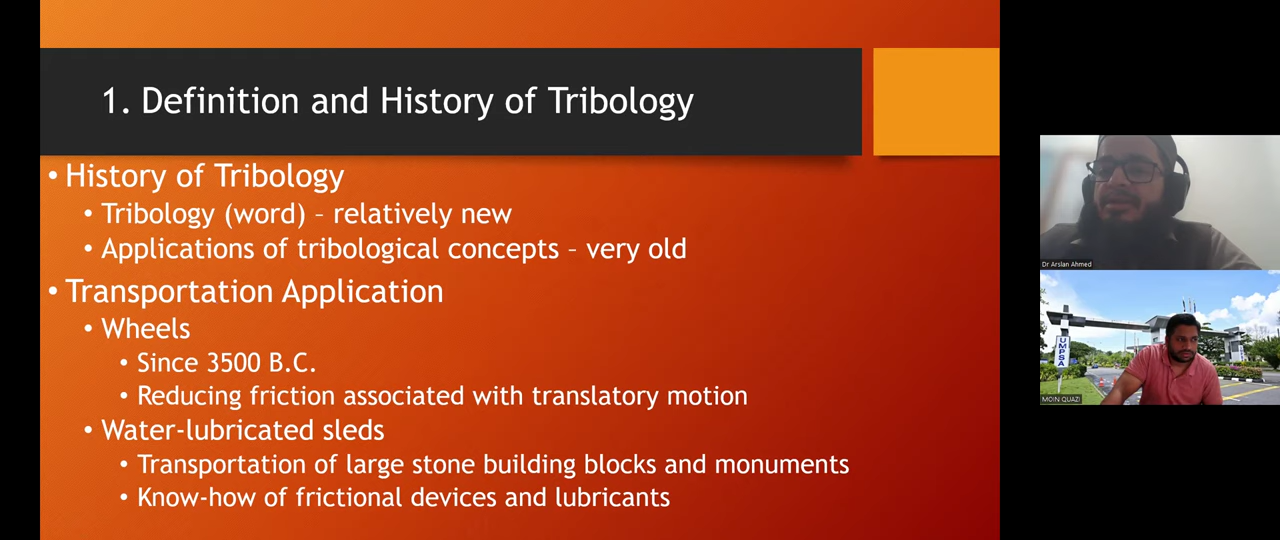 1. Definition and History of Tribology
• History of Tribology
• Tribology (word) – relatively new
• Applications of tribological concepts – very old
• Transportation Application
• Wheels
• Since 3500 B.C.
• Reducing friction associated with translatory motion
• Water-lubricated sleds
• Transportation of large stone building blocks and monuments
• Know-how of frictional devices and lubricants
Dr Arslan Ahmed
UMPSA
MOIN QUAZI